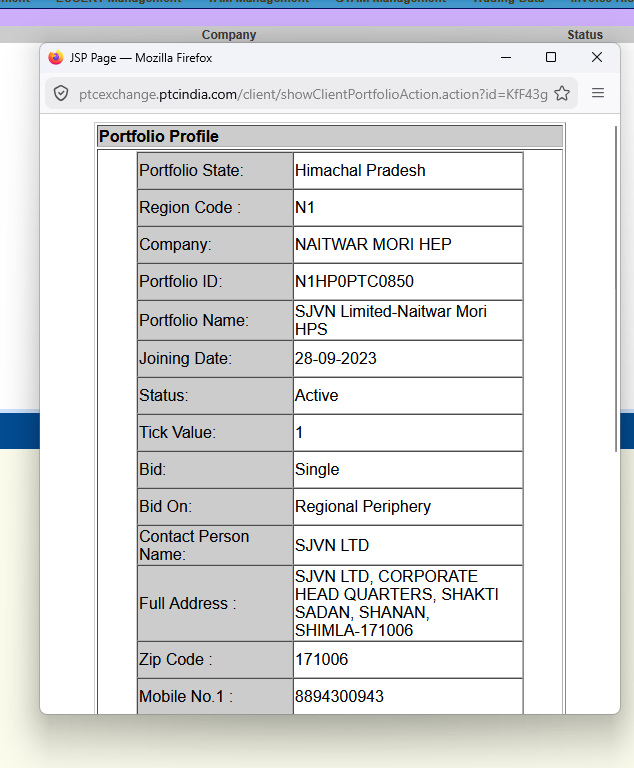 Company Status
JSP Page — Mozilla Firefox
ptcexchange.ptcindia.com/client/showClientPortfolioAction.action?id=KfF43g
Portfolio Profile
Portfolio State: Himachal Pradesh
Region Code : N1
Company: NAITWAR MORI HEP
Portfolio ID: N1HP0PTC0850
Portfolio Name: SJVN Limited-Naitwar Mori
HPS
Joining Date: 28-09-2023
Status: Active
Tick Value: 1
Bid: Single
Bid On: Regional Periphery
Contact Person
Name: SJVN LTD
Full Address : SJVN LTD, CORPORATE
HEAD QUARTERS, SHAKTI
SADAN, SHANAN,
SHIMLA-171006
Zip Code : 171006
Mobile No.1 : 8894300943